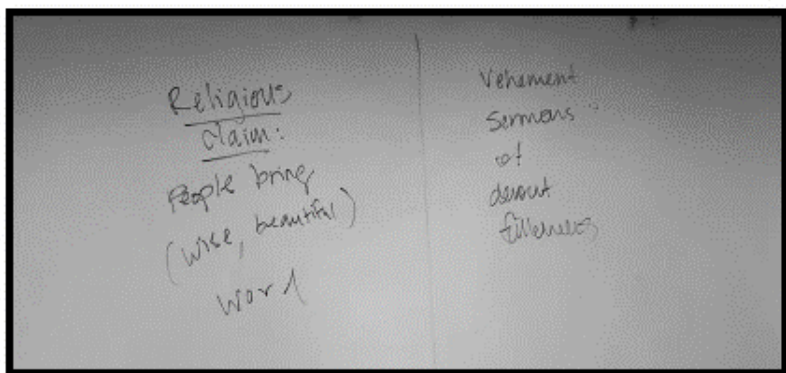 Religious
Claim:
People bring
(wise, beautiful)
word
Vehement
Sermons
of
devout